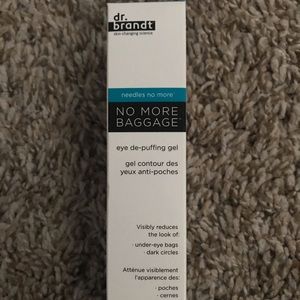 dr.
brandt
skin changing science
needles no more
NO MORE
BAGGAGE
eye de-puffing gel
gel contour des
yeux anti-poches
Visibly reduces
the look of:
· under-eye bags
· dark circles
Atténue visiblement
l'apparence des:
· poches
· cernes